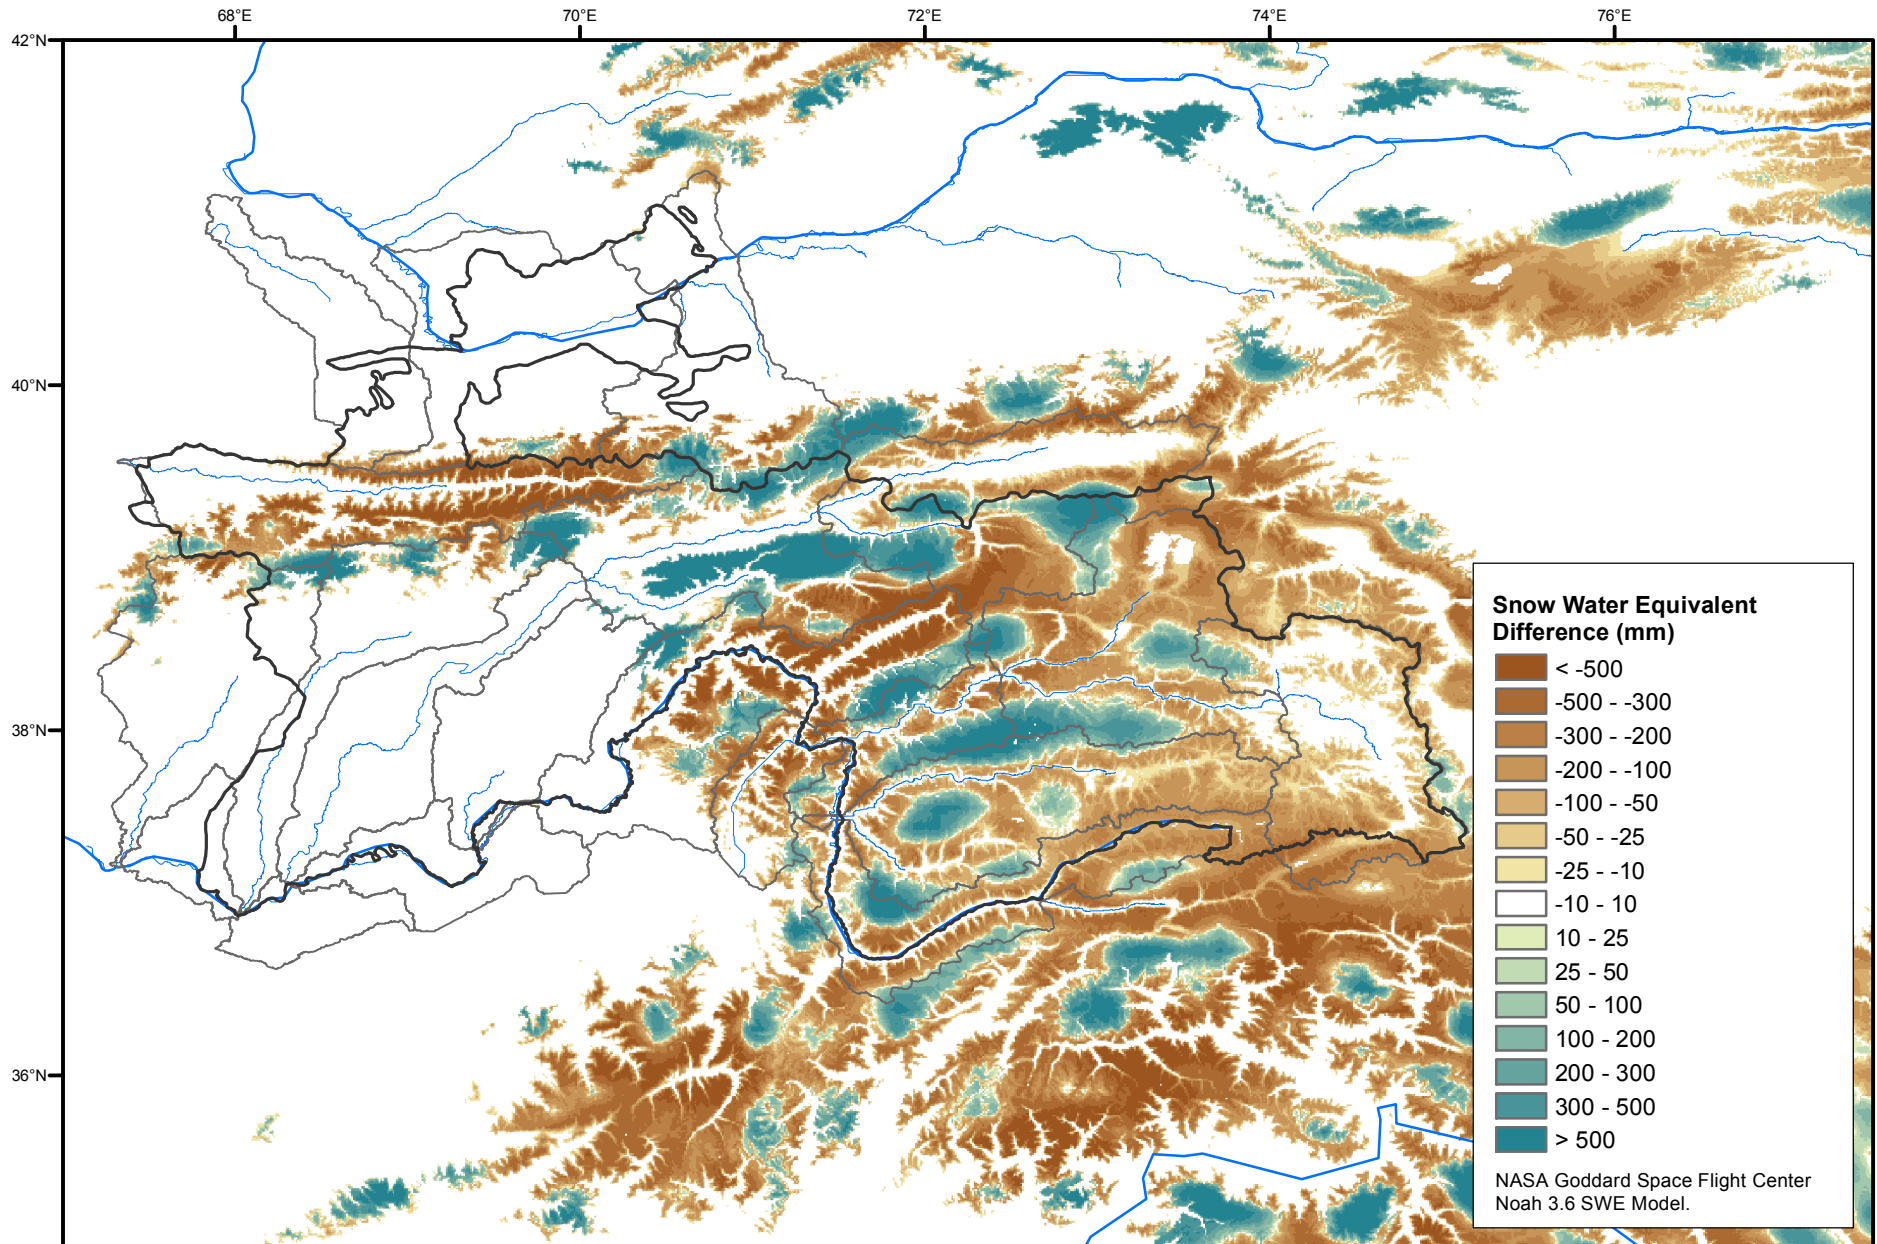 68°E
70°E
72°E
74°E
76°E
42°N
40°N
38°N
36°N
Snow Water Equivalent
Difference (mm)
< -500
-500 - -300
-300 - -200
-200 - -100
-100 - -50
-50 - -25
-25 - -10
-10 - 10
10 - 25
25 - 50
50 - 100
100 - 200
200 - 300
300 - 500
> 500
NASA Goddard Space Flight Center
Noah 3.6 SWE Model.